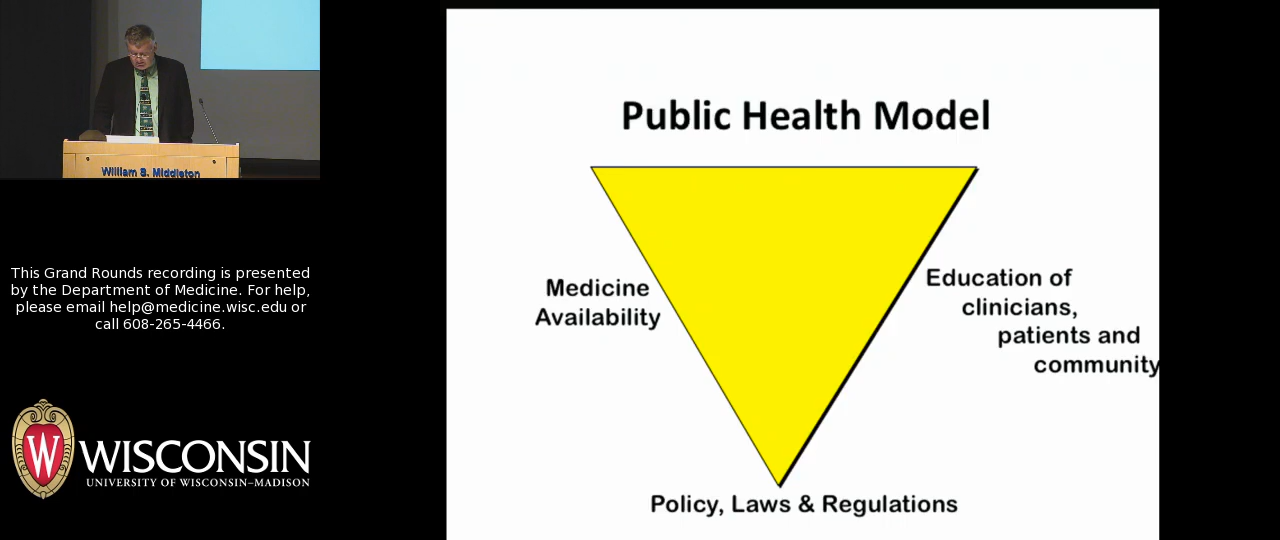 William S. Middleton
This Grand Rounds recording is presented
by the Department of Medicine. For help,
please email help@medicine.wisc.edu or
call 608-265-4466.
W
WISCONSIN
UNIVERSITY OF WISCONSIN–MADISON
Public Health Model
Medicine
Availability
Education of
clinicians,
patients and
community
Policy, Laws & Regulations